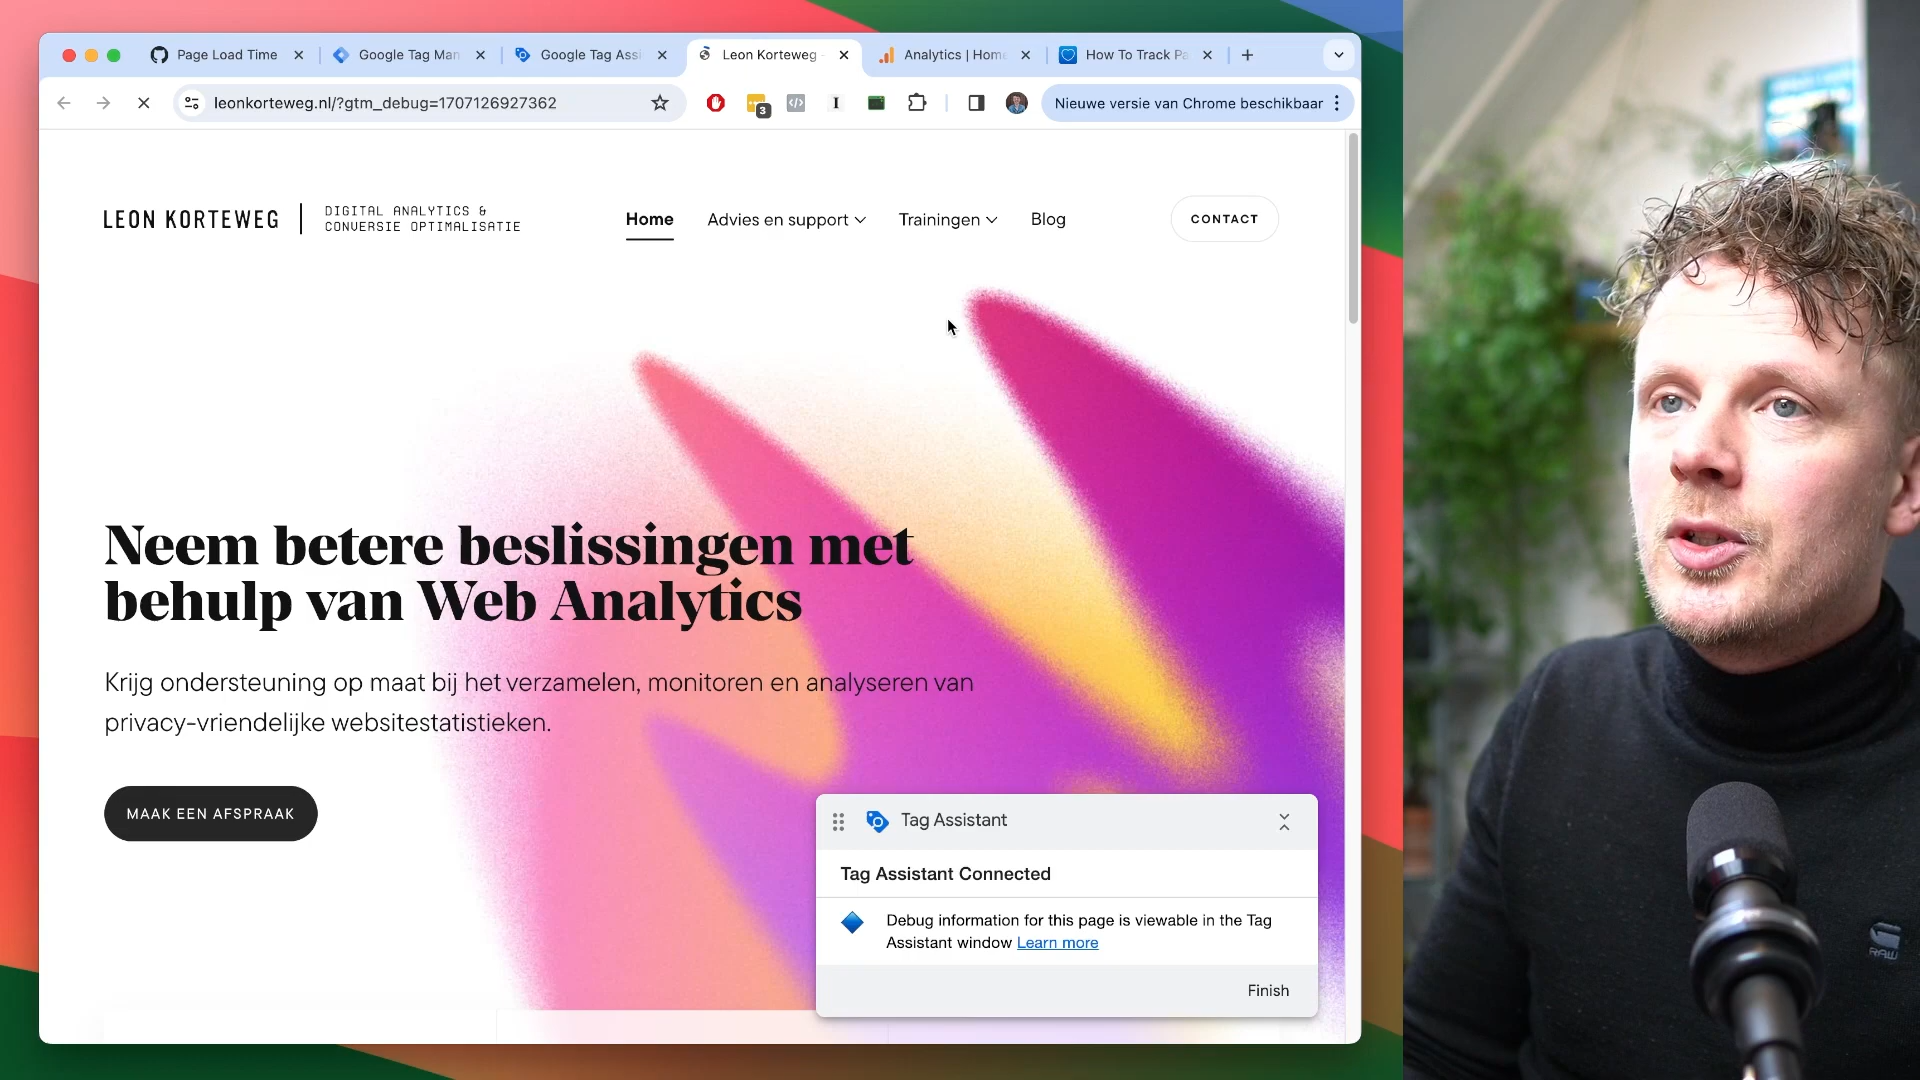 Page Load Time
Google Tag Man
Google Tag Assi
Leon Korteweg -
Analytics | Home
How To Track Pa
leonkorteweg.nl/?gtm_debug=1707126927362
3
I
Nieuwe versie van Chrome beschikbaar
LEON KORTEWEG
DIGITAL ANALYTICS &
CONVERSIE OPTIMALISATIE
Home
Advies en support
Trainingen
Blog
CONTACT
Neem betere beslissingen met
behulp van Web Analytics
Krijg ondersteuning op maat bij het verzamelen, monitoren en analyseren van
privacy-vriendelijke websitestatistieken.
MAAK EEN AFSPRAAK
Tag Assistant
Tag Assistant Connected
Debug information for this page is viewable in the Tag
Assistant window Learn more
Finish
RAW